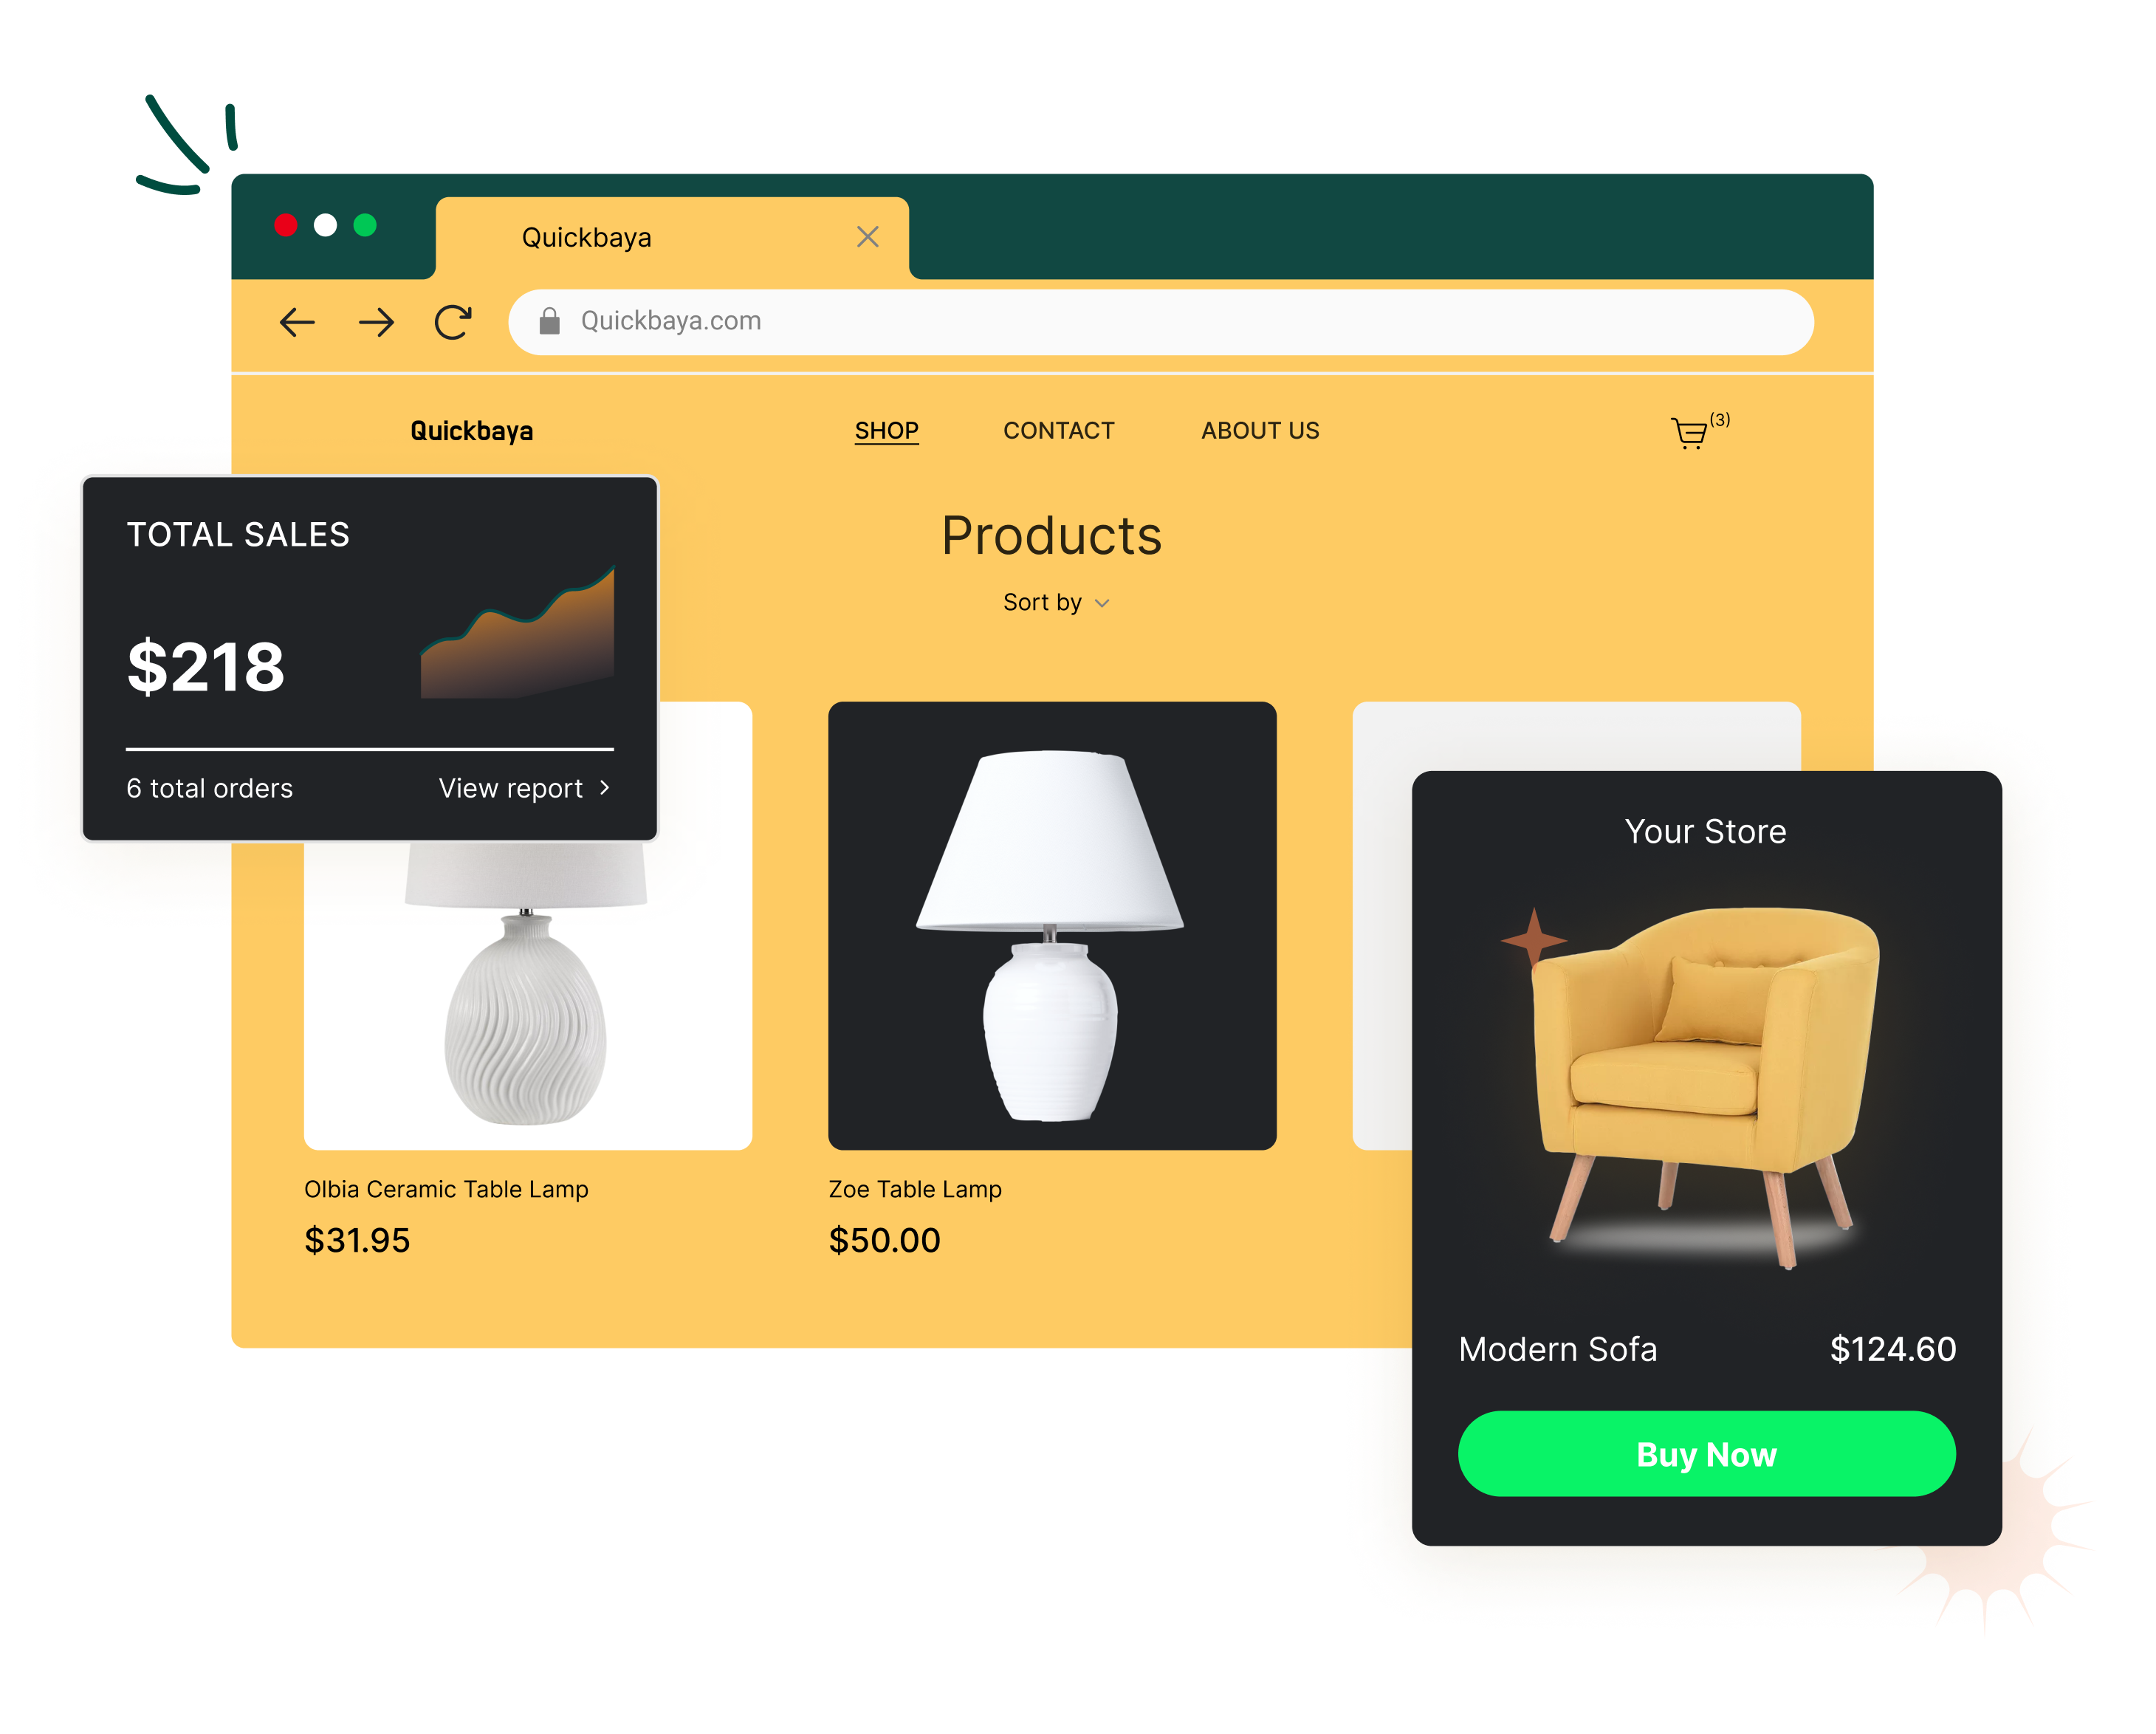 Quickbaya
Quickbaya.com
Quickbaya
SHOP
CONTACT
ABOUT US
(3)
TOTAL SALES
$218
6 total orders
View report
Products
Sort by
Olbia Ceramic Table Lamp
$31.95
Zoe Table Lamp
$50.00
Your Store
Modern Sofa
$124.60
Buy Now